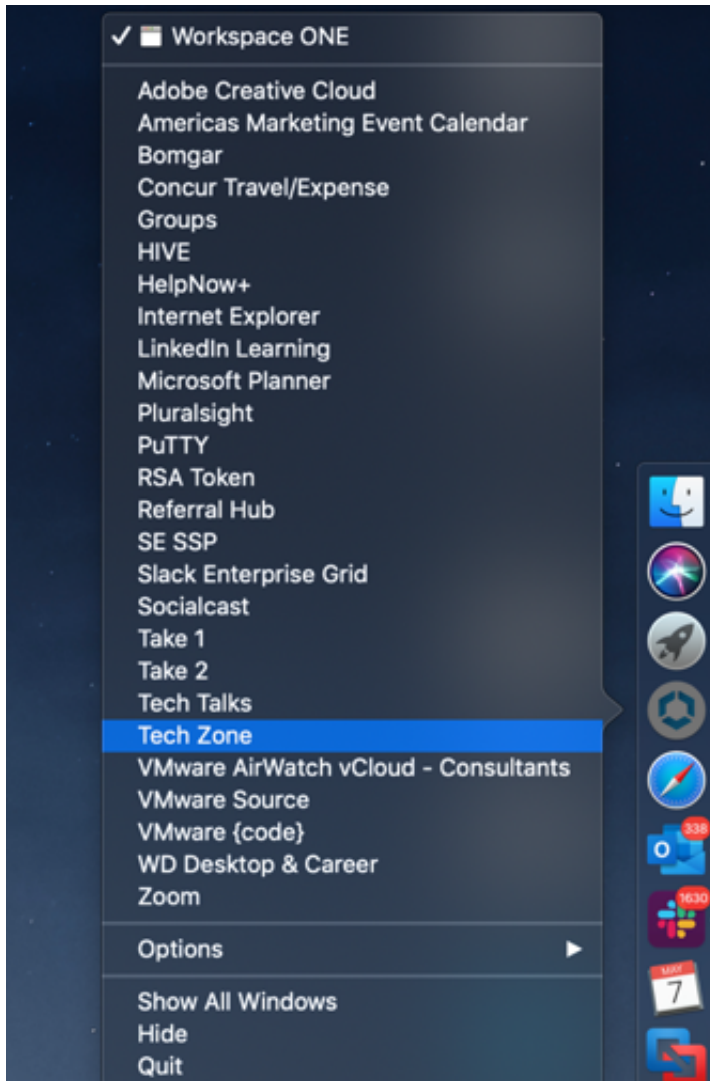 ✓ Workspace ONE
Adobe Creative Cloud
Americas Marketing Event Calendar
Bomgar
Concur Travel/Expense
Groups
HIVE
HelpNow+
Internet Explorer
LinkedIn Learning
Microsoft Planner
Pluralsight
PuTTY
RSA Token
Referral Hub
SE SSP
Slack Enterprise Grid
Socialcast
Take 1
Take 2
Tech Talks
Tech Zone
VMware AirWatch vCloud - Consultants
VMware Source
VMware {code}
WD Desktop & Career
Zoom
Options
Show All Windows
Hide
Quit
338
O
1630
MAY
7